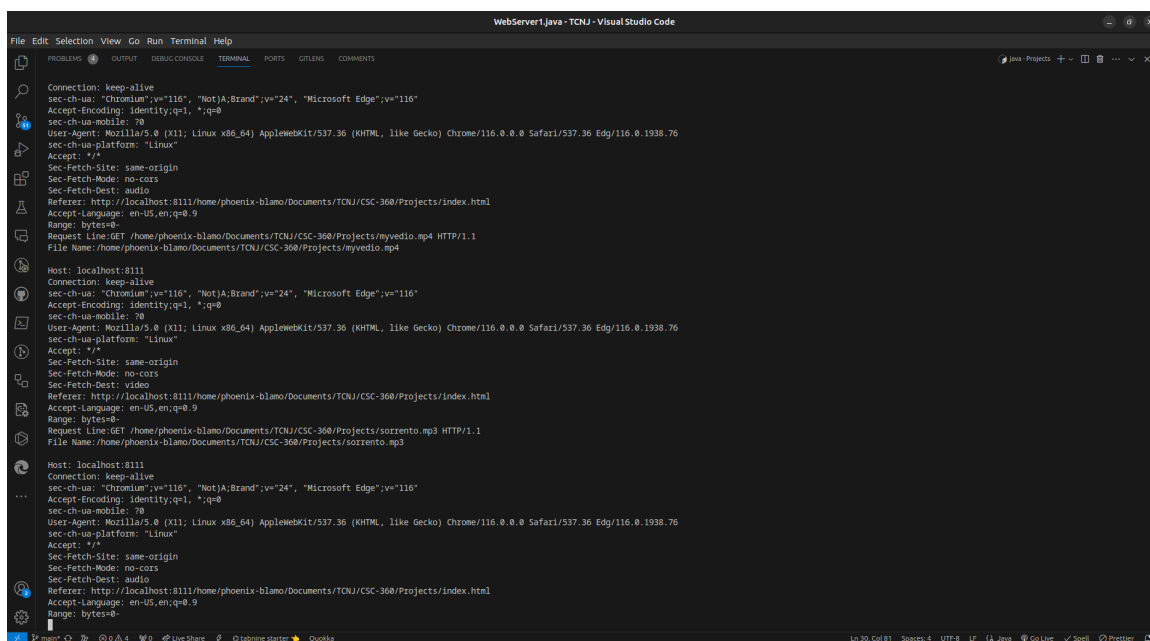 WebServer1.java - TCNJ - Visual Studio Code
File Edit Selection View Go Run Terminal Help
PROBLEMS 4 OUTPUT DEBUG CONSOLE TERMINAL PORTS GITLENS COMMENTS java - Projects
Connection: keep-alive
sec-ch-ua: "Chromium";v="116", "Not)A;Brand";v="24", "Microsoft Edge";v="116"
Accept-Encoding: identity;q=1, *;q=0
sec-ch-ua-mobile: ?0
User-Agent: Mozilla/5.0 (X11; Linux x86_64) AppleWebKit/537.36 (KHTML, like Gecko) Chrome/116.0.0.0 Safari/537.36 Edg/116.0.1938.76
sec-ch-ua-platform: "Linux"
Accept: */*
Sec-Fetch-Site: same-origin
Sec-Fetch-Mode: no-cors
Sec-Fetch-Dest: audio
Referer: http://localhost:8111/home/phoenix-blamo/Documents/TCNJ/CSC-360/Projects/index.html
Accept-Language: en-US,en;q=0.9
Range: bytes=0-
Request Line:GET /home/phoenix-blamo/Documents/TCNJ/CSC-360/Projects/myvedio.mp4 HTTP/1.1
File Name:/home/phoenix-blamo/Documents/TCNJ/CSC-360/Projects/myvedio.mp4
Host: localhost:8111
Connection: keep-alive
sec-ch-ua: "Chromium";v="116", "Not)A;Brand";v="24", "Microsoft Edge";v="116"
Accept-Encoding: identity;q=1, *;q=0
sec-ch-ua-mobile: ?0
User-Agent: Mozilla/5.0 (X11; Linux x86_64) AppleWebKit/537.36 (KHTML, like Gecko) Chrome/116.0.0.0 Safari/537.36 Edg/116.0.1938.76
sec-ch-ua-platform: "Linux"
Accept: */*
Sec-Fetch-Site: same-origin
Sec-Fetch-Mode: no-cors
Sec-Fetch-Dest: video
Referer: http://localhost:8111/home/phoenix-blamo/Documents/TCNJ/CSC-360/Projects/index.html
Accept-Language: en-US,en;q=0.9
Range: bytes=0-
Request Line:GET /home/phoenix-blamo/Documents/TCNJ/CSC-360/Projects/sorrento.mp3 HTTP/1.1
File Name:/home/phoenix-blamo/Documents/TCNJ/CSC-360/Projects/sorrento.mp3
Host: localhost:8111
Connection: keep-alive
sec-ch-ua: "Chromium";v="116", "Not)A;Brand";v="24", "Microsoft Edge";v="116"
Accept-Encoding: identity;q=1, *;q=0
sec-ch-ua-mobile: ?0
User-Agent: Mozilla/5.0 (X11; Linux x86_64) AppleWebKit/537.36 (KHTML, like Gecko) Chrome/116.0.0.0 Safari/537.36 Edg/116.0.1938.76
sec-ch-ua-platform: "Linux"
Accept: */*
Sec-Fetch-Site: same-origin
Sec-Fetch-Mode: no-cors
Sec-Fetch-Dest: audio
Referer: http://localhost:8111/home/phoenix-blamo/Documents/TCNJ/CSC-360/Projects/index.html
Accept-Language: en-US,en;q=0.9
Range: bytes=0-
main* 0 4 0 Live Share tabnine starter Quokka Ln 30, Col 81 Spaces: 4 UTF-8 LF Java Go Live Spell Prettier